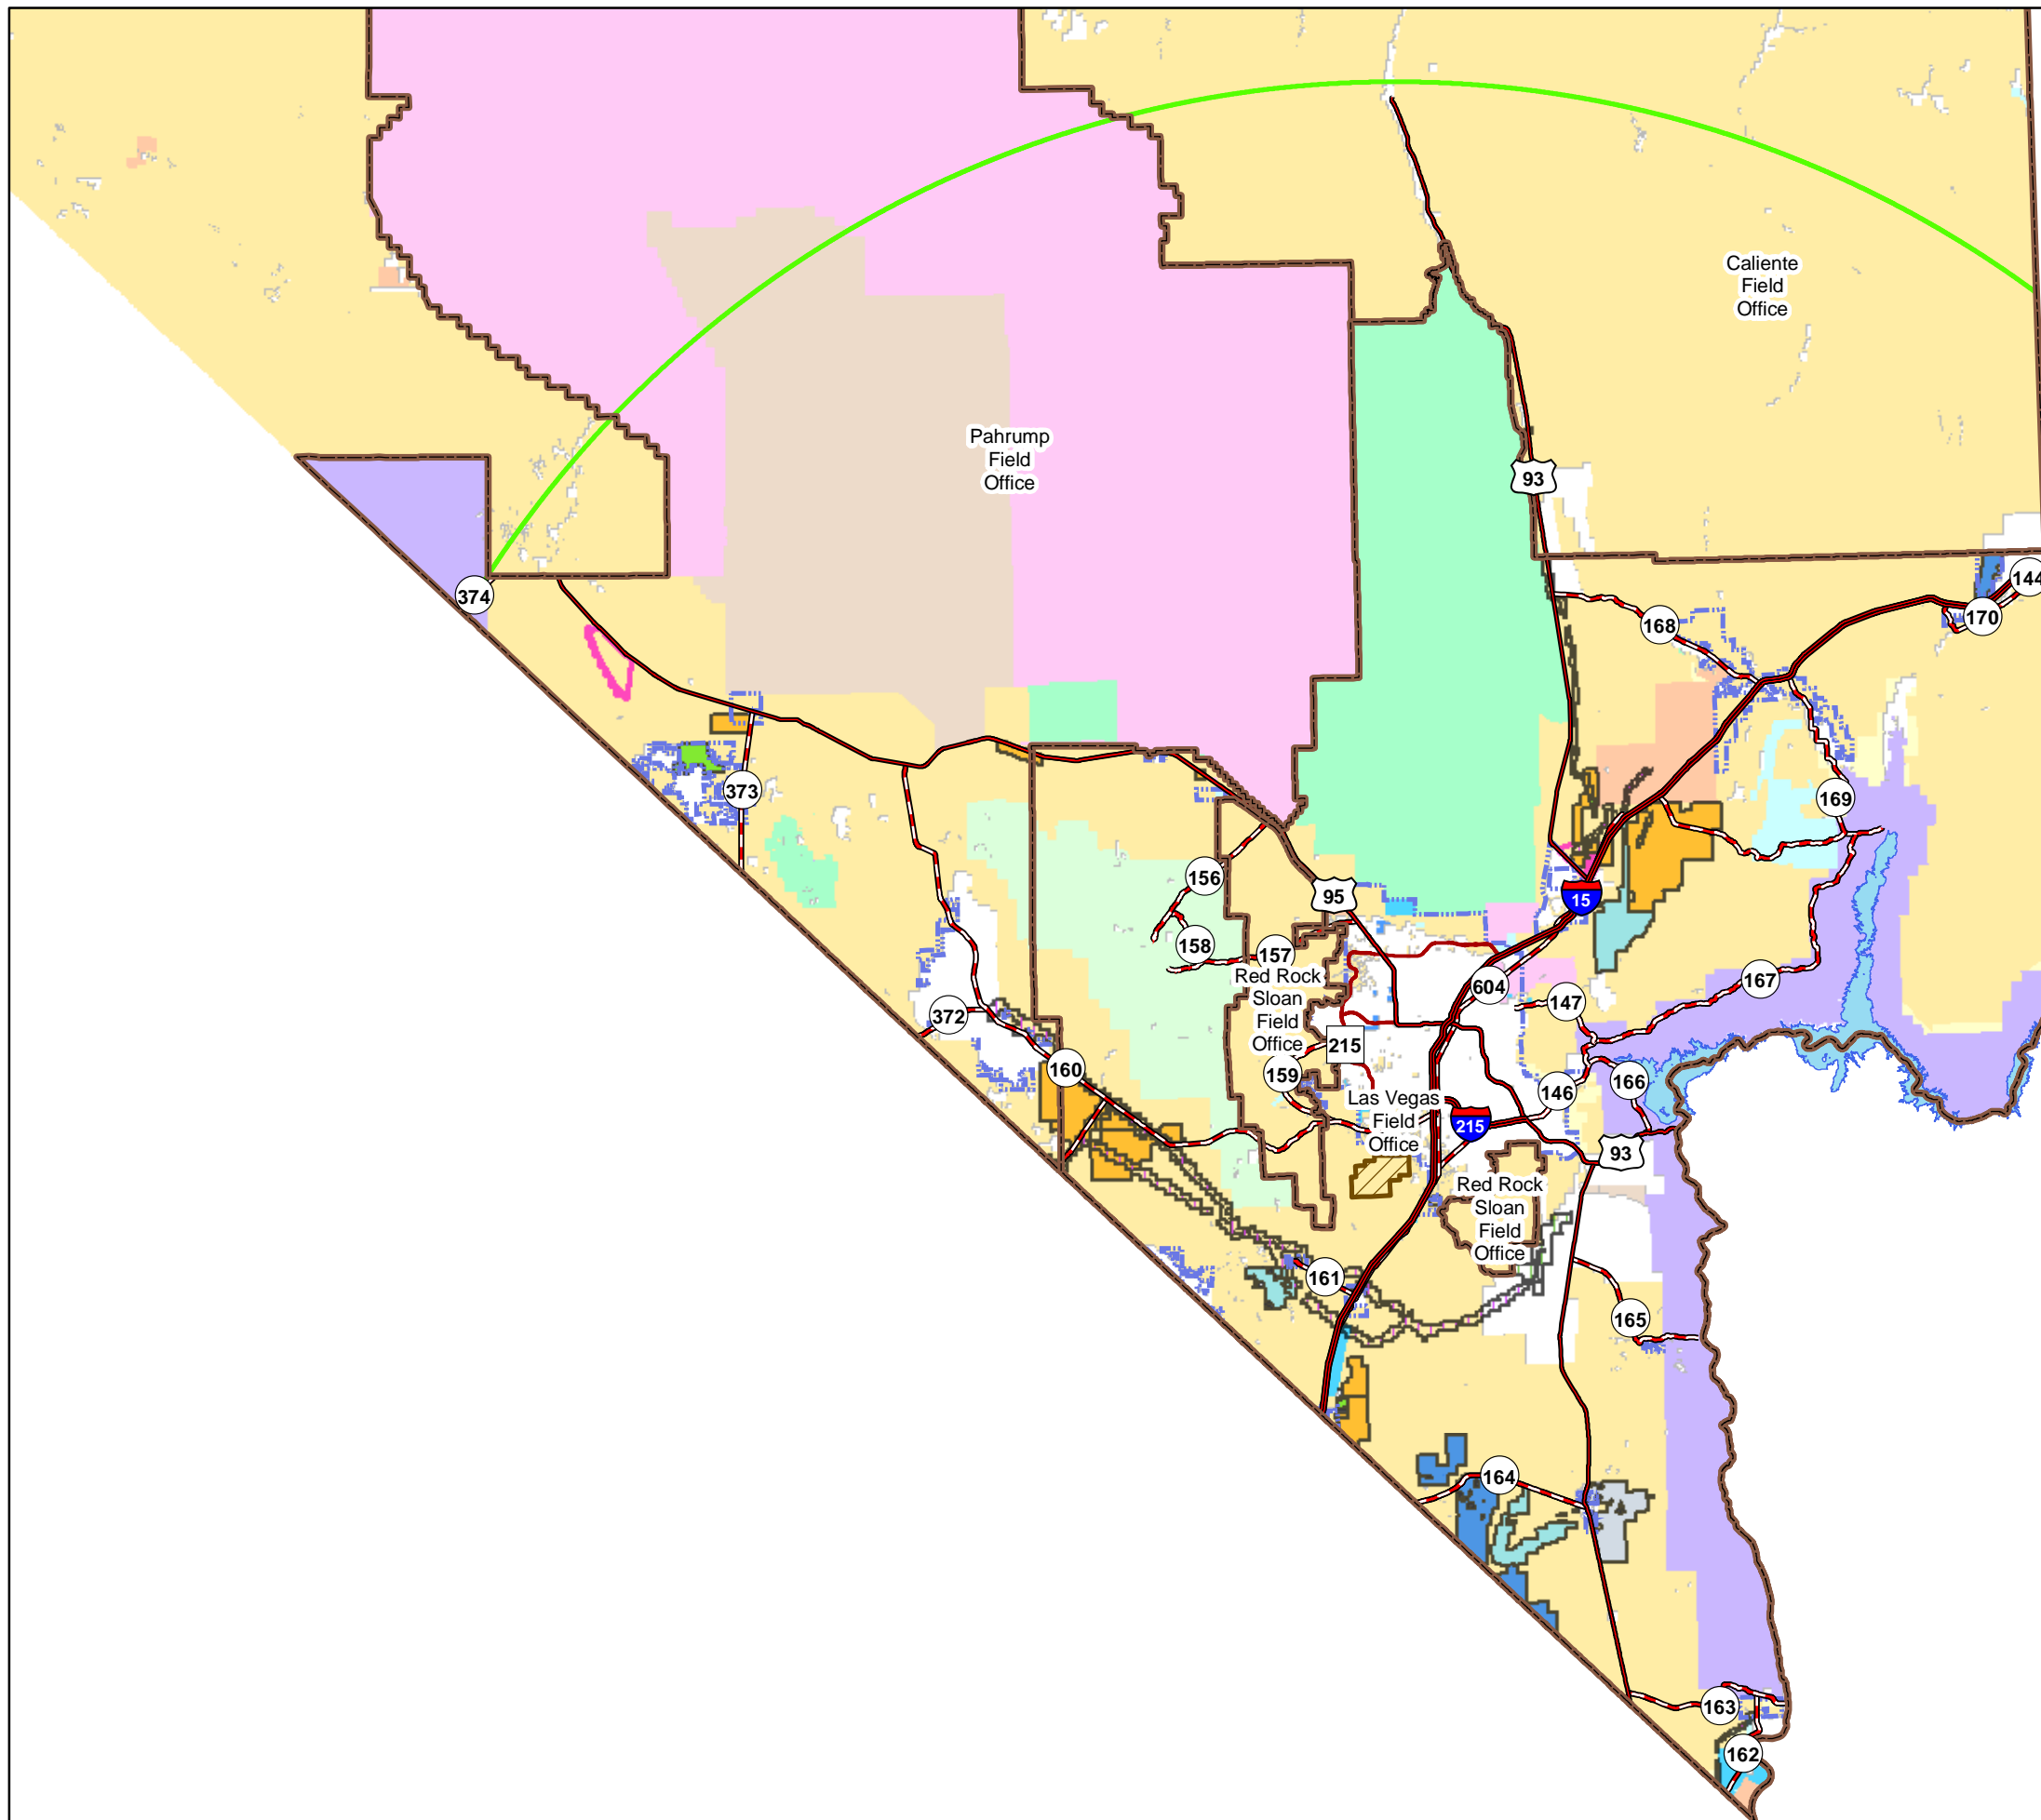 Caliente
Field
Office
Pahrump
Field
Office
93
374
144
170
168
373
169
156
95
15
158
157
Red Rock
Sloan
Field
Office
604
167
147
372
215
160
159
166
146
Las Vegas
Field
Office
215
93
Red Rock
Sloan
Field
Office
161
165
164
163
162